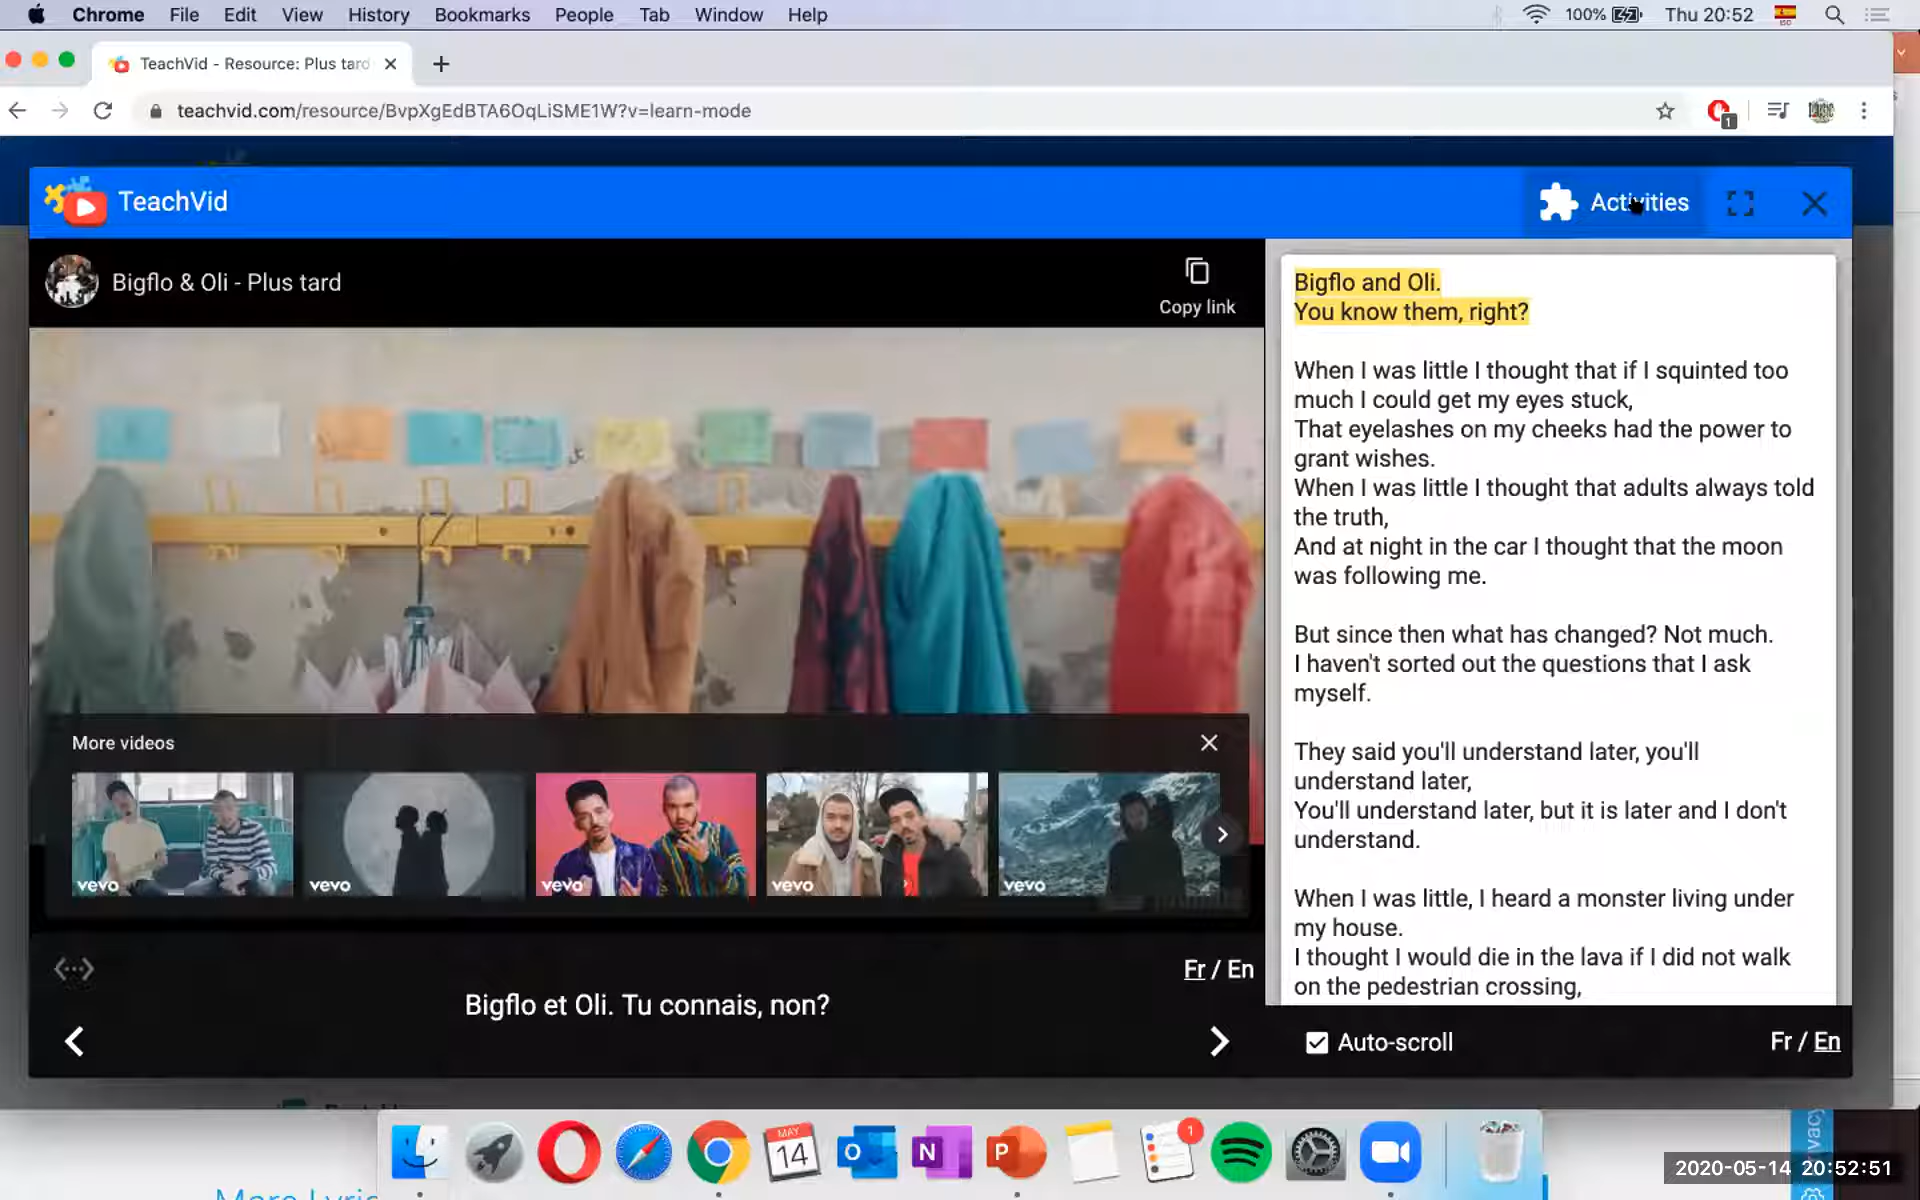 Chrome File Edit View History Bookmarks People Tab Window Help
100% Thu 20:52
ISO
TeachVid - Resource: Plus tard
teachvid.com/resource/BvpXgEdBTA6OqLiSME1W?v=learn-mode
1
TeachVid
Activities
Bigflo & Oli - Plus tard
Copy link
Bigflo and Oli.
You know them, right?
When I was little I thought that if I squinted too
much I could get my eyes stuck,
That eyelashes on my cheeks had the power to
grant wishes.
When I was little I thought that adults always told
the truth,
And at night in the car I thought that the moon
was following me.
But since then what has changed? Not much.
I haven't sorted out the questions that I ask
myself.
They said you'll understand later, you'll
understand later,
You'll understand later, but it is later and I don't
understand.
When I was little, I heard a monster living under
my house.
I thought I would die in the lava if I did not walk
on the pedestrian crossing,
More videos
vevo
vevo
vevo
vevo
vevo
Fr / En
Bigflo et Oli. Tu connais, non?
Auto-scroll
Fr / En
MAY
14
O
N
P
1
2020-05-14 20:52:51